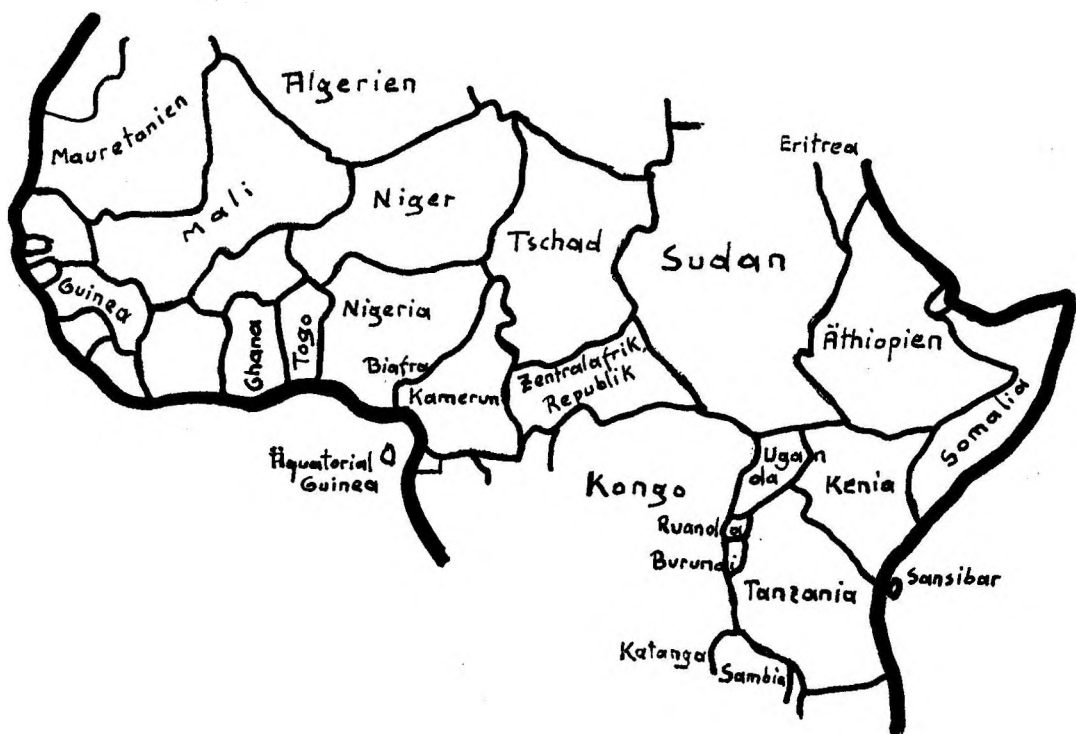 Algerien
Mauretanien
Eritrea
Mali
Niger
Tschad
Sudan
Guinea
Ghana
Togo
Nigeria
Biafra
Kamerun
Zentralafrik.
Republik
Äthiopien
Somalia
Äquatorial
Guinea
Kongo
Ugan
da
Kenia
Ruanda
Burundi
Tanzania
Sansibar
Katanga
Sambia